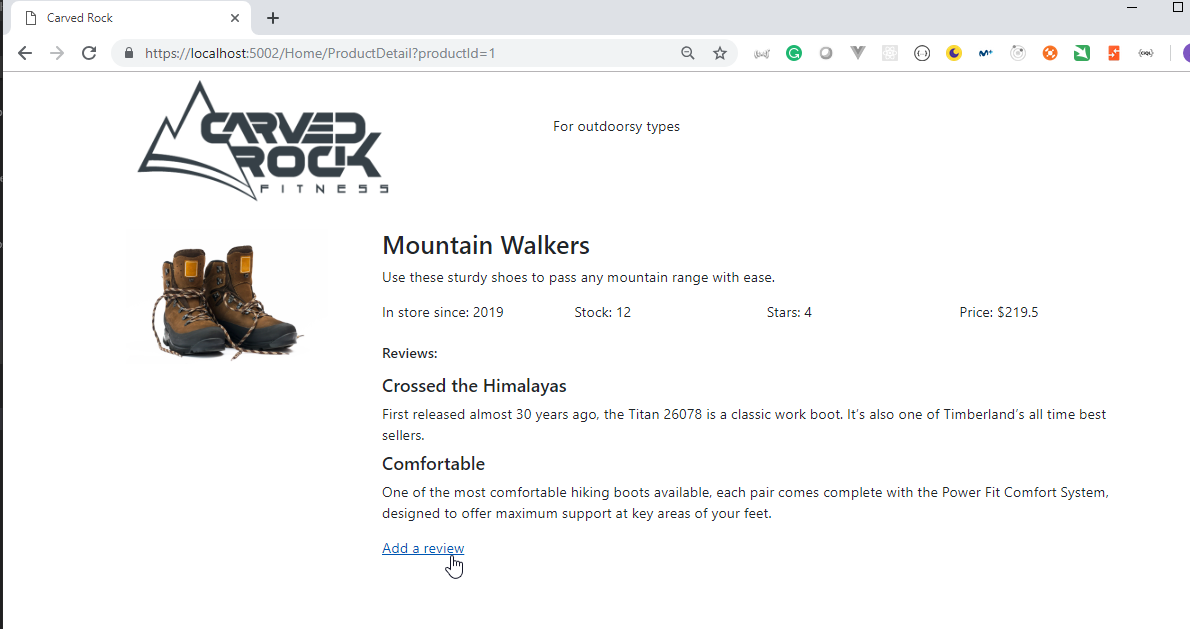 Carved Rock
https://localhost:5002/Home/ProductDetail?productId=1
CARVED
ROCK
FITNESS
For outdoorsy types
Mountain Walkers
Use these sturdy shoes to pass any mountain range with ease.
In store since: 2019 Stock: 12 Stars: 4 Price: $219.5
Reviews:
Crossed the Himalayas
First released almost 30 years ago, the Titan 26078 is a classic work boot. It's also one of Timberland's all time best
sellers.
Comfortable
One of the most comfortable hiking boots available, each pair comes complete with the Power Fit Comfort System,
designed to offer maximum support at key areas of your feet.
Add a review